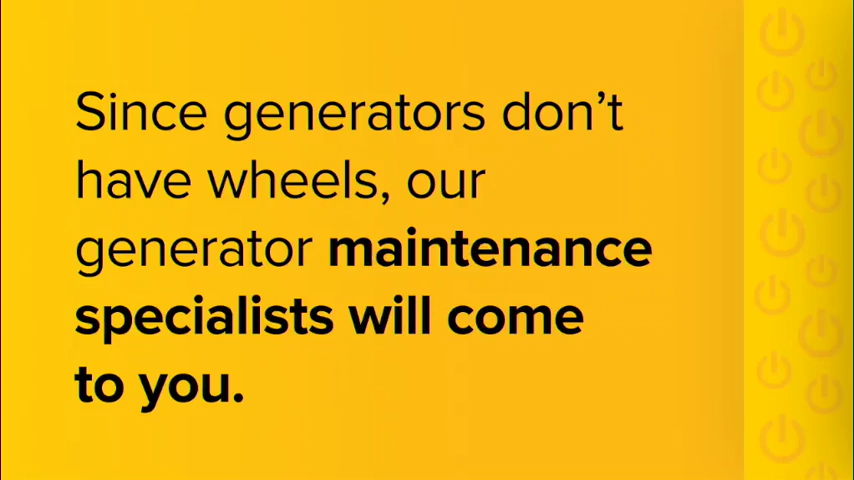 Since generators don’t
have wheels, our
generator maintenance
specialists will come
to you.